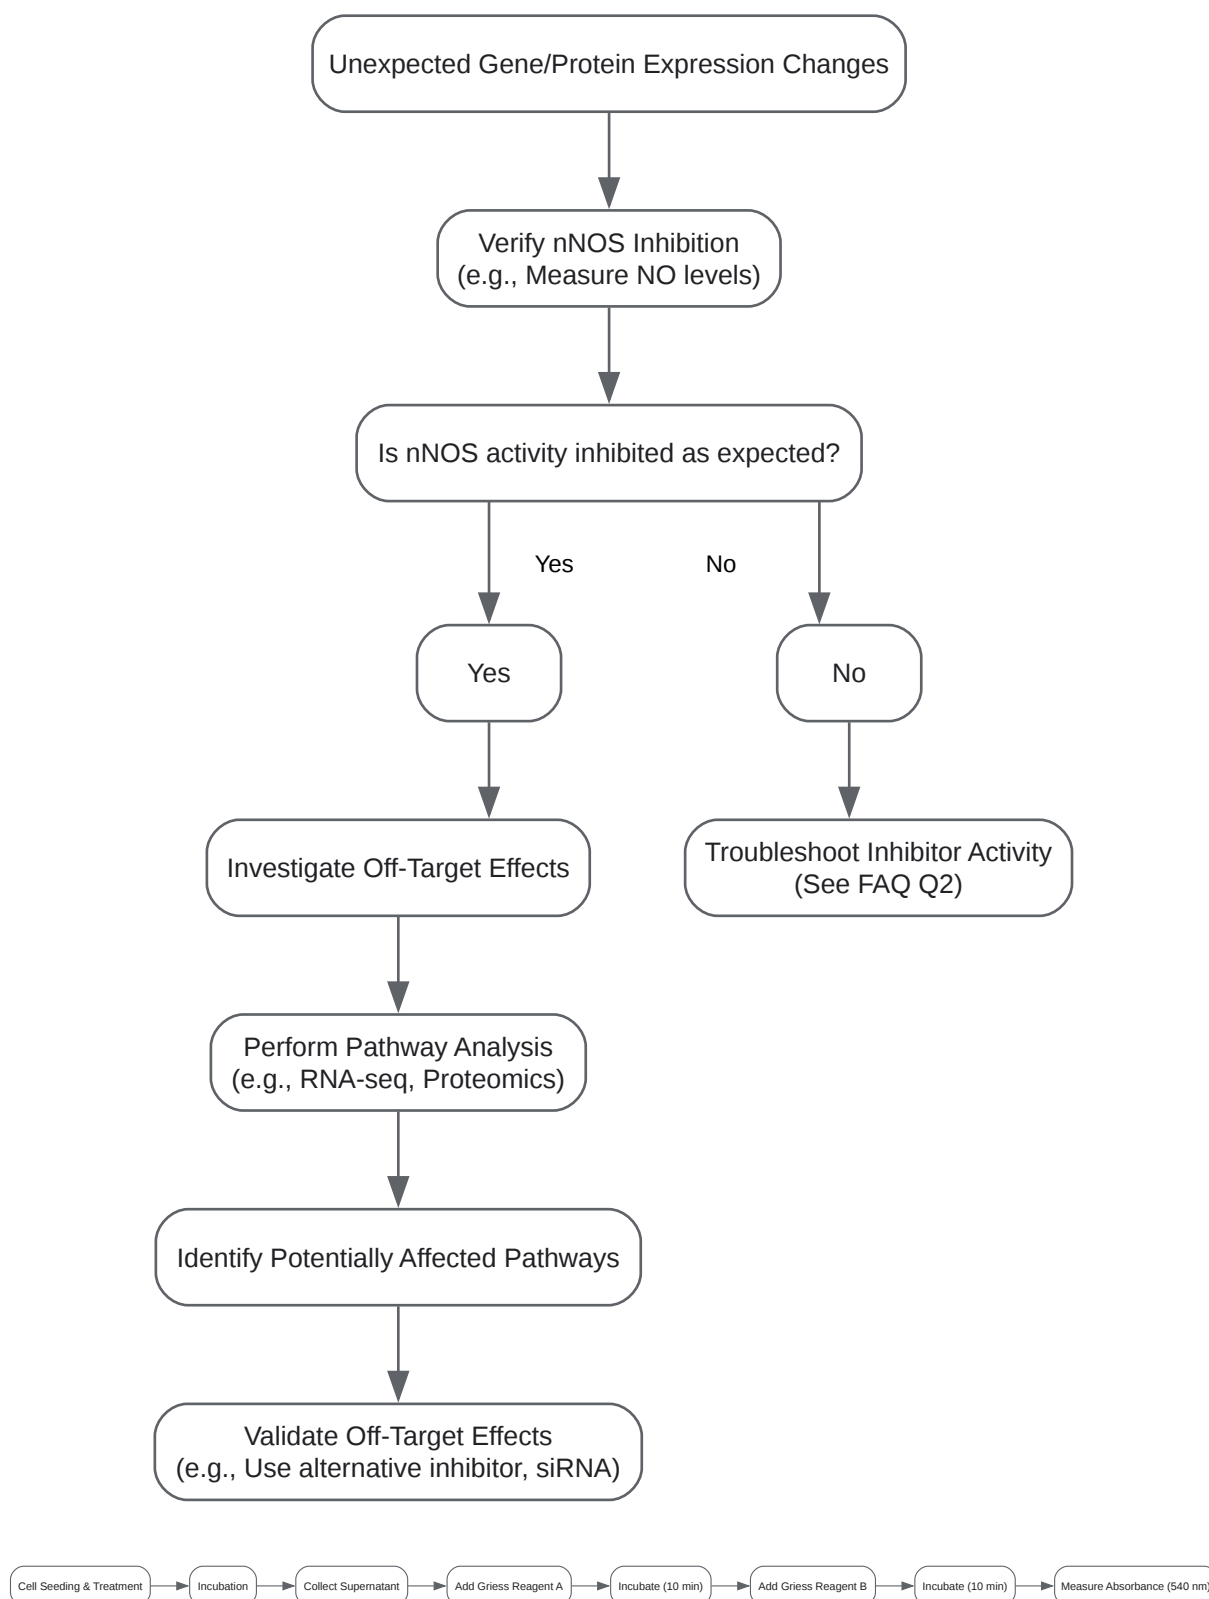 Unexpected Gene/Protein Expression Changes
Verify nNOS Inhibition
(e.g., Measure NO levels)
Is nNOS activity inhibited as expected?
Yes
No
Yes
No
Investigate Off-Target Effects
Troubleshoot Inhibitor Activity
(See FAQ Q2)
Perform Pathway Analysis
(e.g., RNA-seq, Proteomics)
Identify Potentially Affected Pathways
Validate Off-Target Effects
(e.g., Use alternative inhibitor, siRNA)
Cell Seeding & Treatment
Incubation
Collect Supernatant
Add Griess Reagent A
Incubate (10 min)
Add Griess Reagent B
Incubate (10 min)
Measure Absorbance (540 nm)